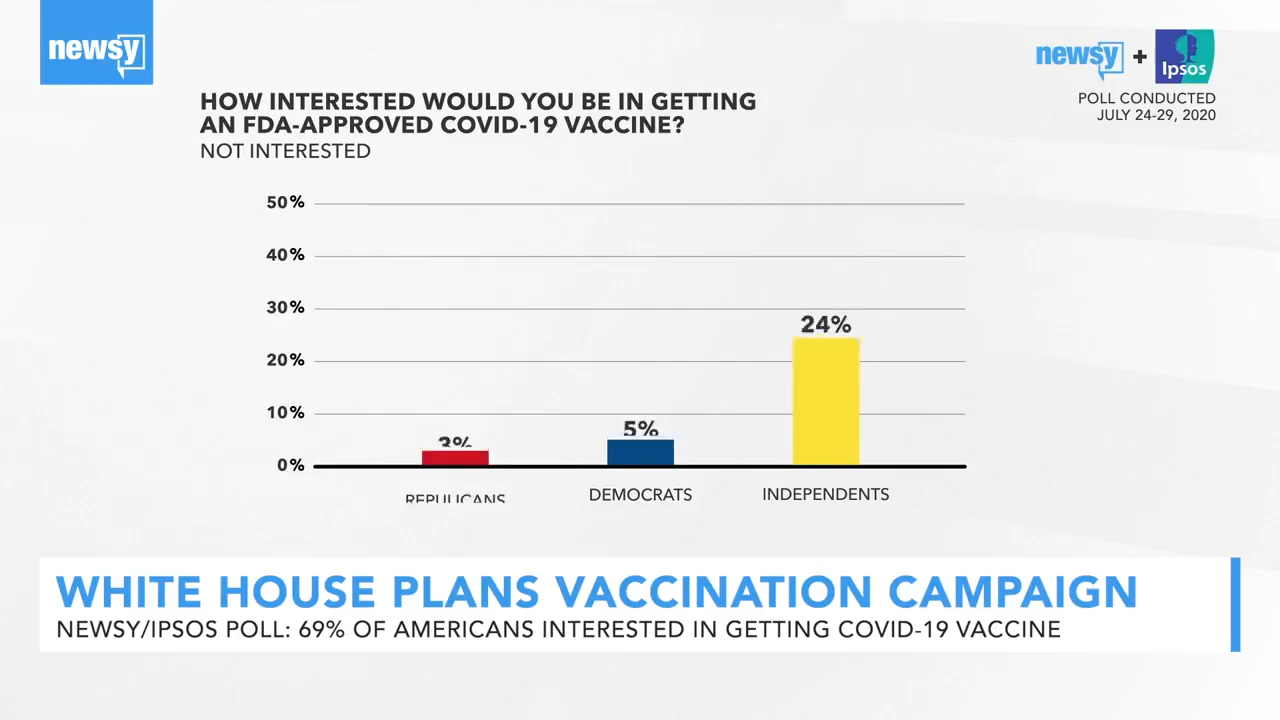 newsy
newsy + Ipsos
POLL CONDUCTED
JULY 24-29, 2020
HOW INTERESTED WOULD YOU BE IN GETTING
AN FDA-APPROVED COVID-19 VACCINE?
NOT INTERESTED
50%
40%
30%
20%
10%
0%
3%
5%
24%
REPULICANS
DEMOCRATS
INDEPENDENTS
WHITE HOUSE PLANS VACCINATION CAMPAIGN
NEWSY/IPSOS POLL: 69% OF AMERICANS INTERESTED IN GETTING COVID-19 VACCINE